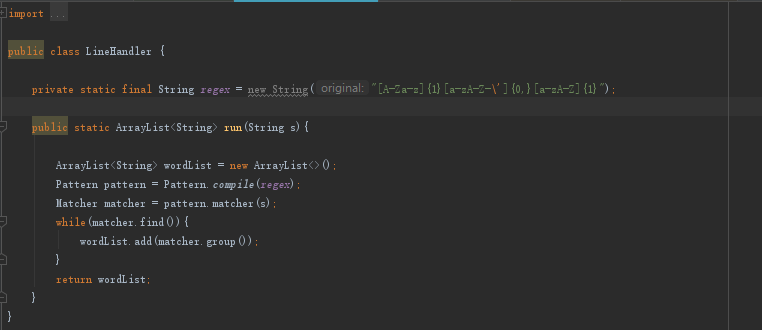 import ...
public class LineHandler {
private static final String regex = new String( original: "[A-Za-z]{1}[a-zA-Z-\']{0,}[a-zA-Z]{1}");
public static ArrayList<String> run(String s){
ArrayList<String> wordList = new ArrayList<>();
Pattern pattern = Pattern.compile(regex);
Matcher matcher = pattern.matcher(s);
while(matcher.find()){
wordList.add(matcher.group());
}
return wordList;
}
}